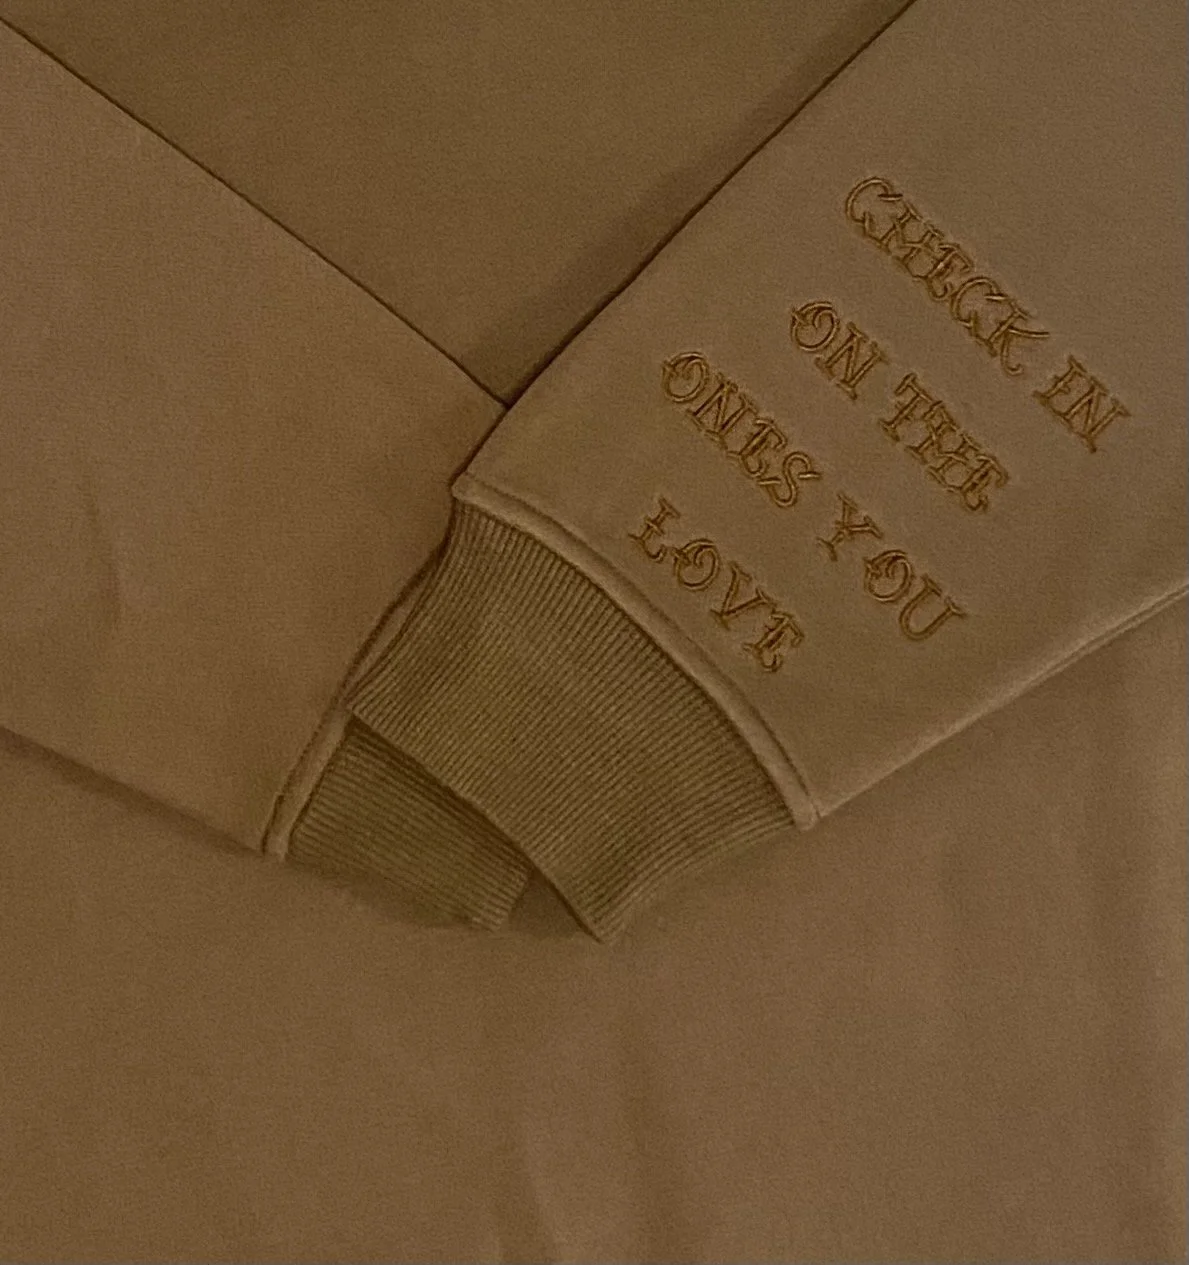 CHECK IN
ON THE
ONES YOU
LOVE